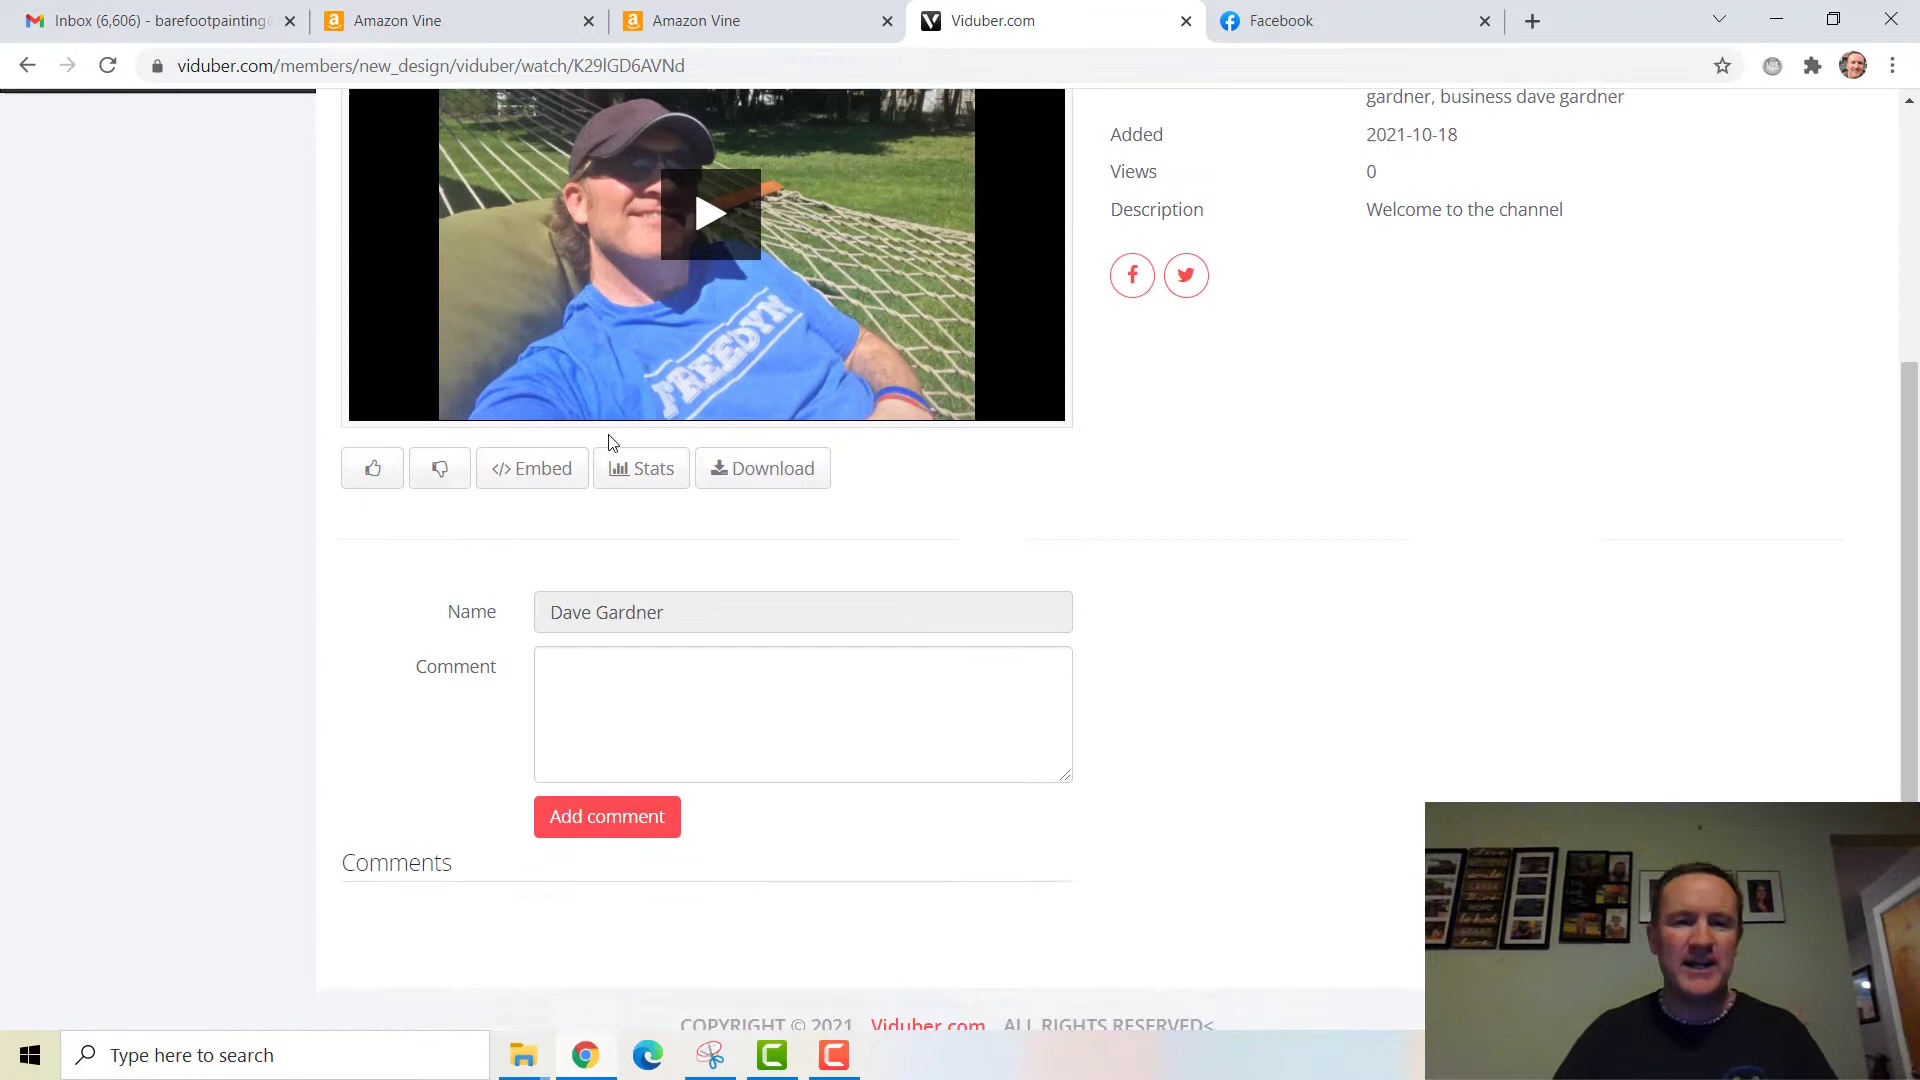 Inbox (6,606) - barefootpainting@
Amazon Vine
Amazon Vine
Viduber.com
Facebook
viduber.com/members/new_design/viduber/watch/K29lGD6AVNd
gardner, business dave gardner
Added 2021-10-18
Views 0
Description Welcome to the channel
FREEDYM
Embed Stats Download
Name Dave Gardner
Comment
Add comment
Comments
COPYRIGHT © 2021 Viduber.com ALL RIGHTS RESERVED<
Type here to search